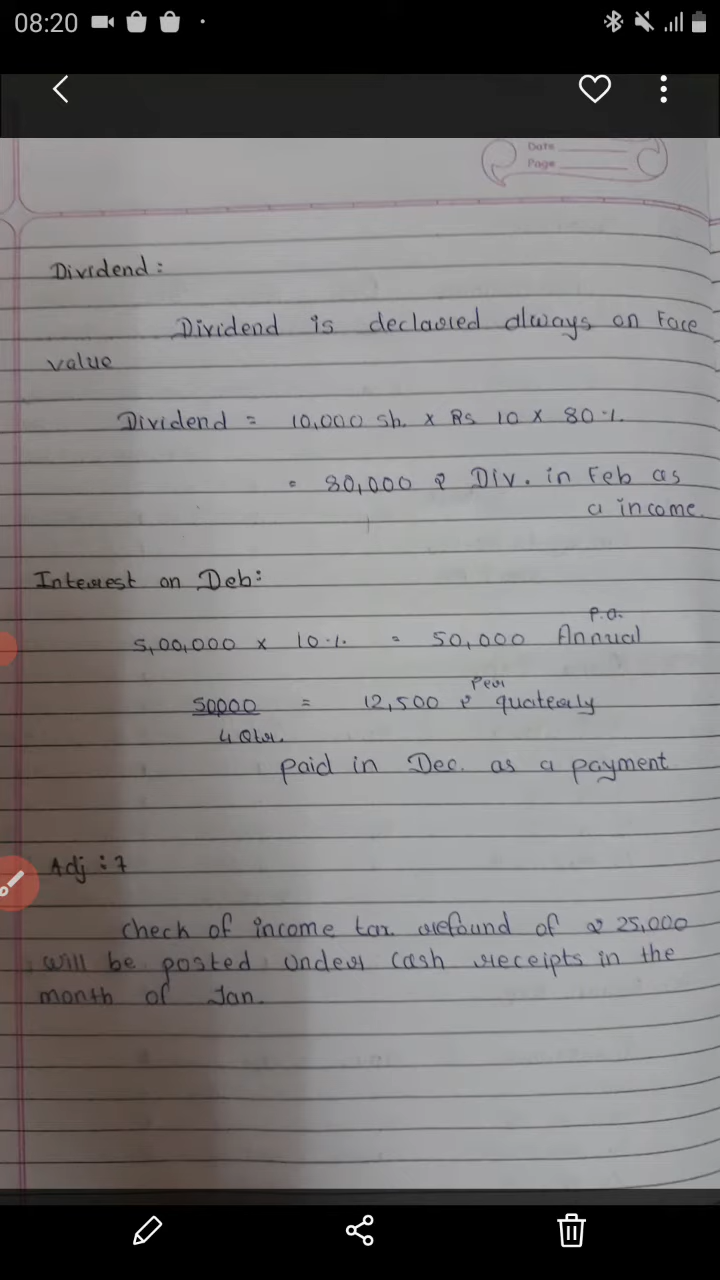 08:20
Date
Page
Dividend:
Dividend is declared always on Face
value
Dividend = 10,000 sh. x Rs 10 x 80%
= 80,000 ₹ Div. in Feb as
a income.
Interest on Deb:
5,00,000 x 10% = 50,000 P.a. Annual
50000 = 12,500 ₹ Per quaterly
4 Qtr.
paid in Dec. as a payment
Adj : 7
check of income tax refund of ₹ 25,000
will be posted under cash receipts in the
month of Jan.